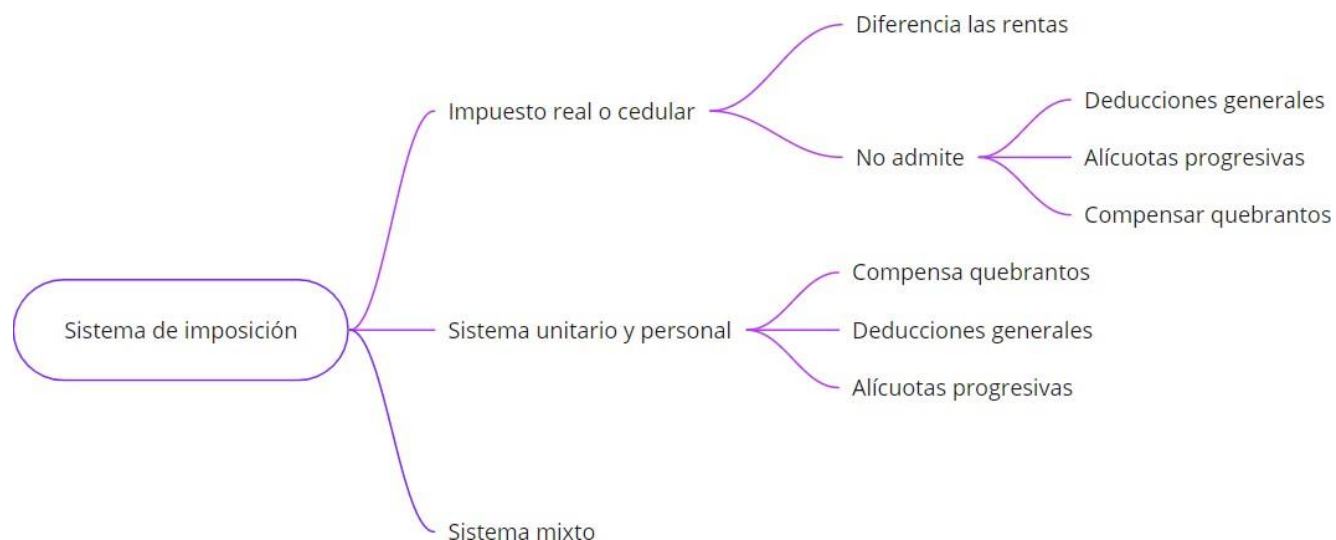 Sistema de imposición
Impuesto real o cedular
Diferencia las rentas
No admite
Deducciones generales
Alícuotas progresivas
Compensar quebrantos
Sistema unitario y personal
Compensa quebrantos
Deducciones generales
Alícuotas progresivas
Sistema mixto